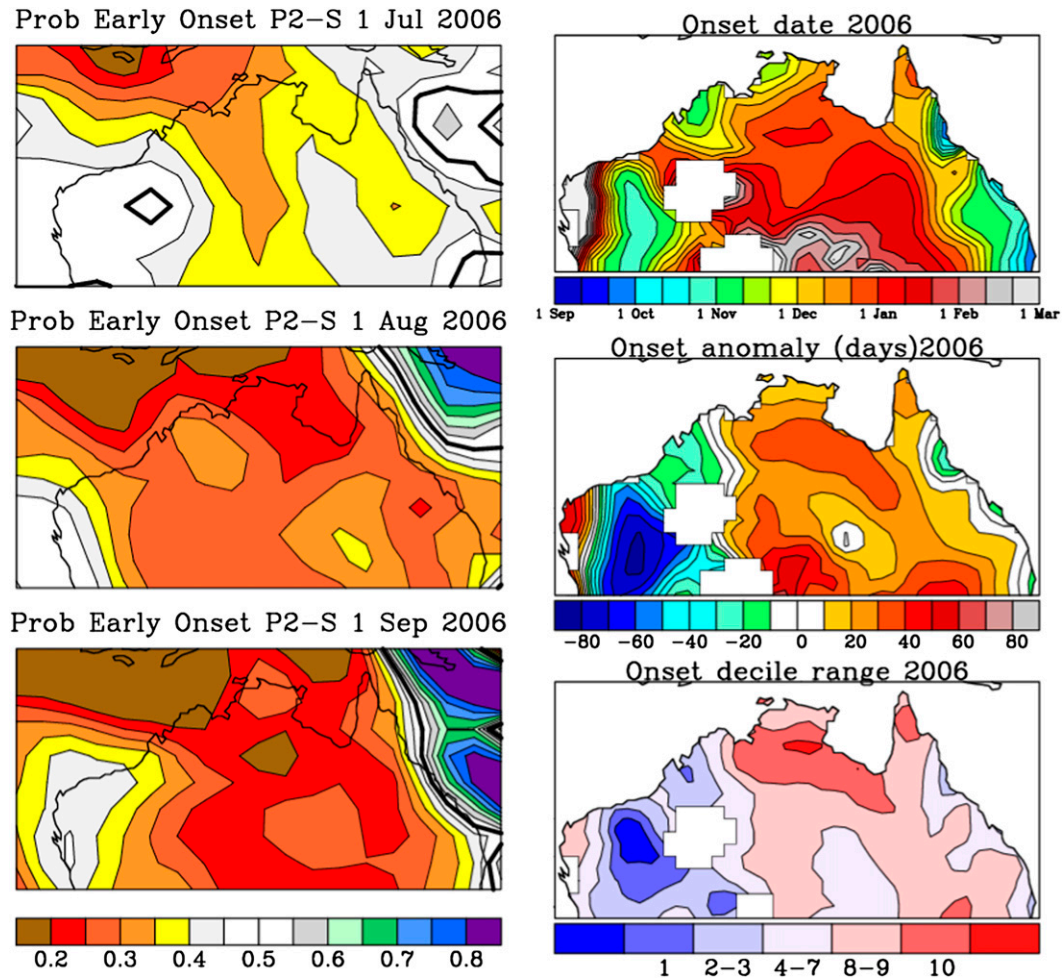 Prob Early Onset P2-S 1 Jul 2006
Prob Early Onset P2-S 1 Aug 2006
Prob Early Onset P2-S 1 Sep 2006
0.2 0.3 0.4 0.5 0.6 0.7 0.8
Onset date 2006
1 Sep 1 Oct 1 Nov 1 Dec 1 Jan 1 Feb 1 Mar
Onset anomaly (days)2006
-80 -60 -40 -20 0 20 40 60 80
Onset decile range 2006
1 2-3 4-7 8-9 10